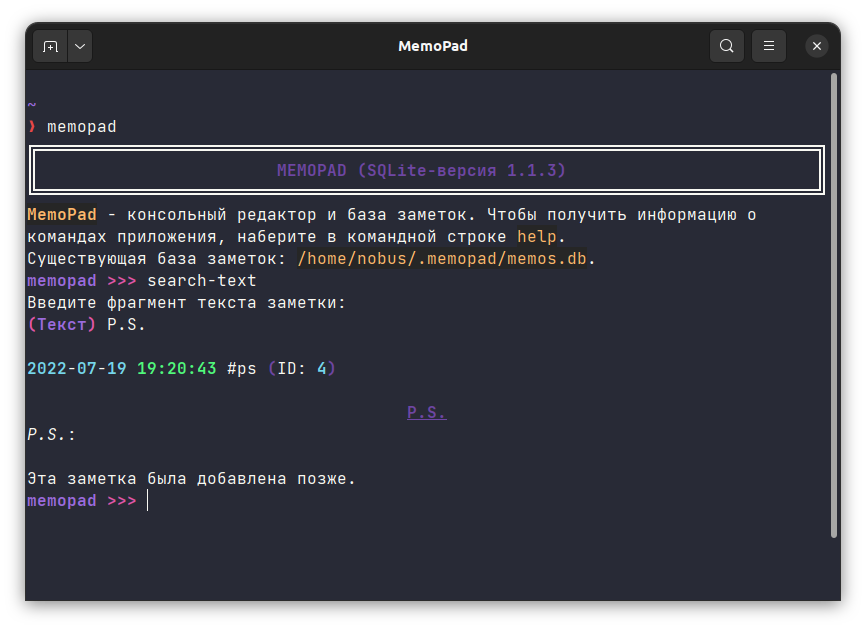 MemoPad
~
❯ memopad
MEMOPAD (SQLite-версия 1.1.3)
MemoPad - консольный редактор и база заметок. Чтобы получить информацию о
командах приложения, наберите в командной строке help.
Существующая база заметок: /home/nobus/.memopad/memos.db.
memopad >>> search-text
Введите фрагмент текста заметки:
(Текст) P.S.
2022-07-19 19:20:43 #ps (ID: 4)
P.S.
P.S.:
Эта заметка была добавлена позже.
memopad >>>